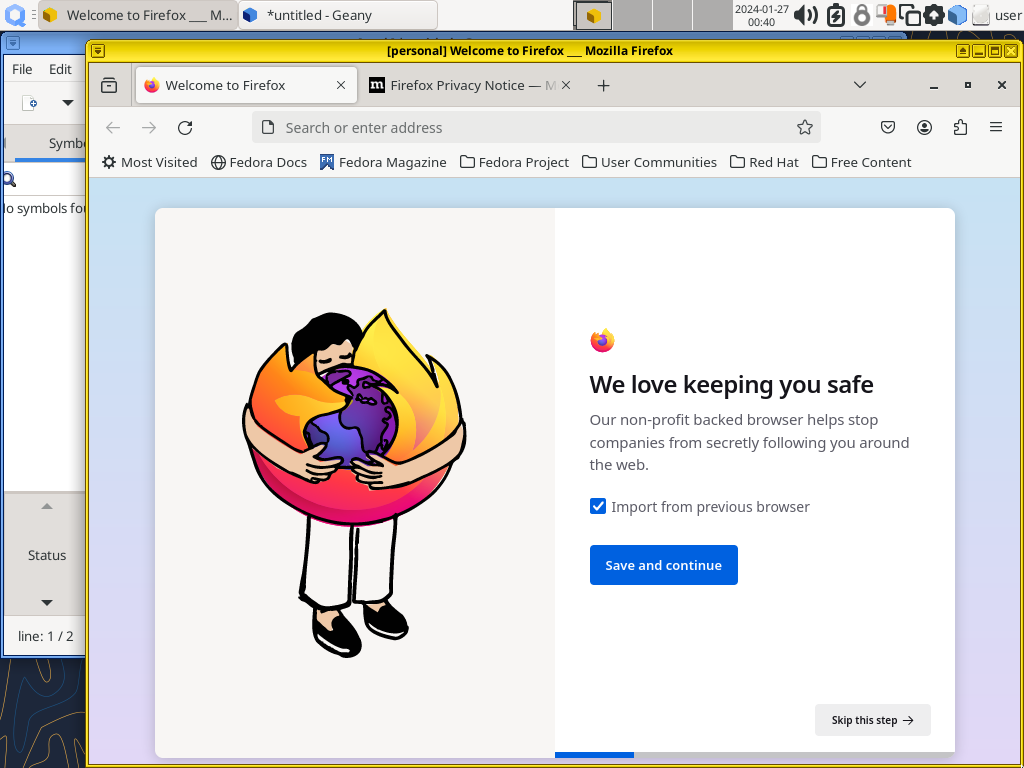 Welcome to Firefox ___ M...
*untitled - Geany
2024-01-27
00:40
user
[personal] Welcome to Firefox ___ Mozilla Firefox
File Edit
Welcome to Firefox
Firefox Privacy Notice — M
Search or enter address
Most Visited
Fedora Docs
Fedora Magazine
Fedora Project
User Communities
Red Hat
Free Content
We love keeping you safe
Our non-profit backed browser helps stop
companies from secretly following you around
the web.
Import from previous browser
Save and continue
Skip this step
Status
line: 1 / 2